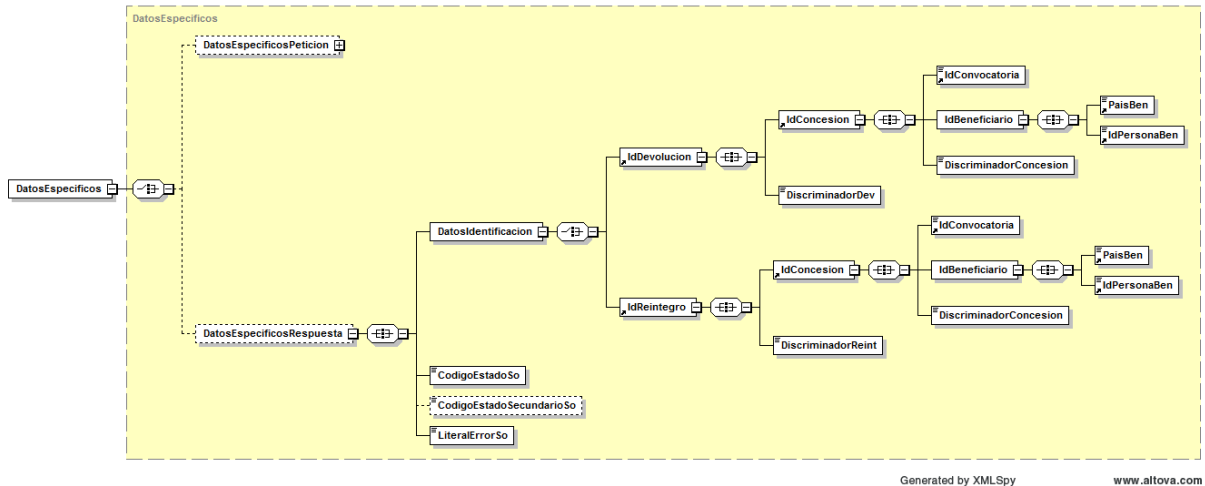 DatosEspecificos
DatosEspecificosPeticion
IdConvocatoria
PaisBen
IdConcesion
IdBeneficiario
IdPersonaBen
IdDevolucion
DiscriminadorConcesion
DatosEspecificos
DiscriminadorDev
DatosIdentificacion
IdConvocatoria
PaisBen
IdConcesion
IdBeneficiario
IdPersonaBen
IdReintegro
DiscriminadorConcesion
DatosEspecificosRespuesta
DiscriminadorReint
CodigoEstadoSo
CodigoEstadoSecundarioSo
LiteralErrorSo
Generated by XMLSpy www.altova.com